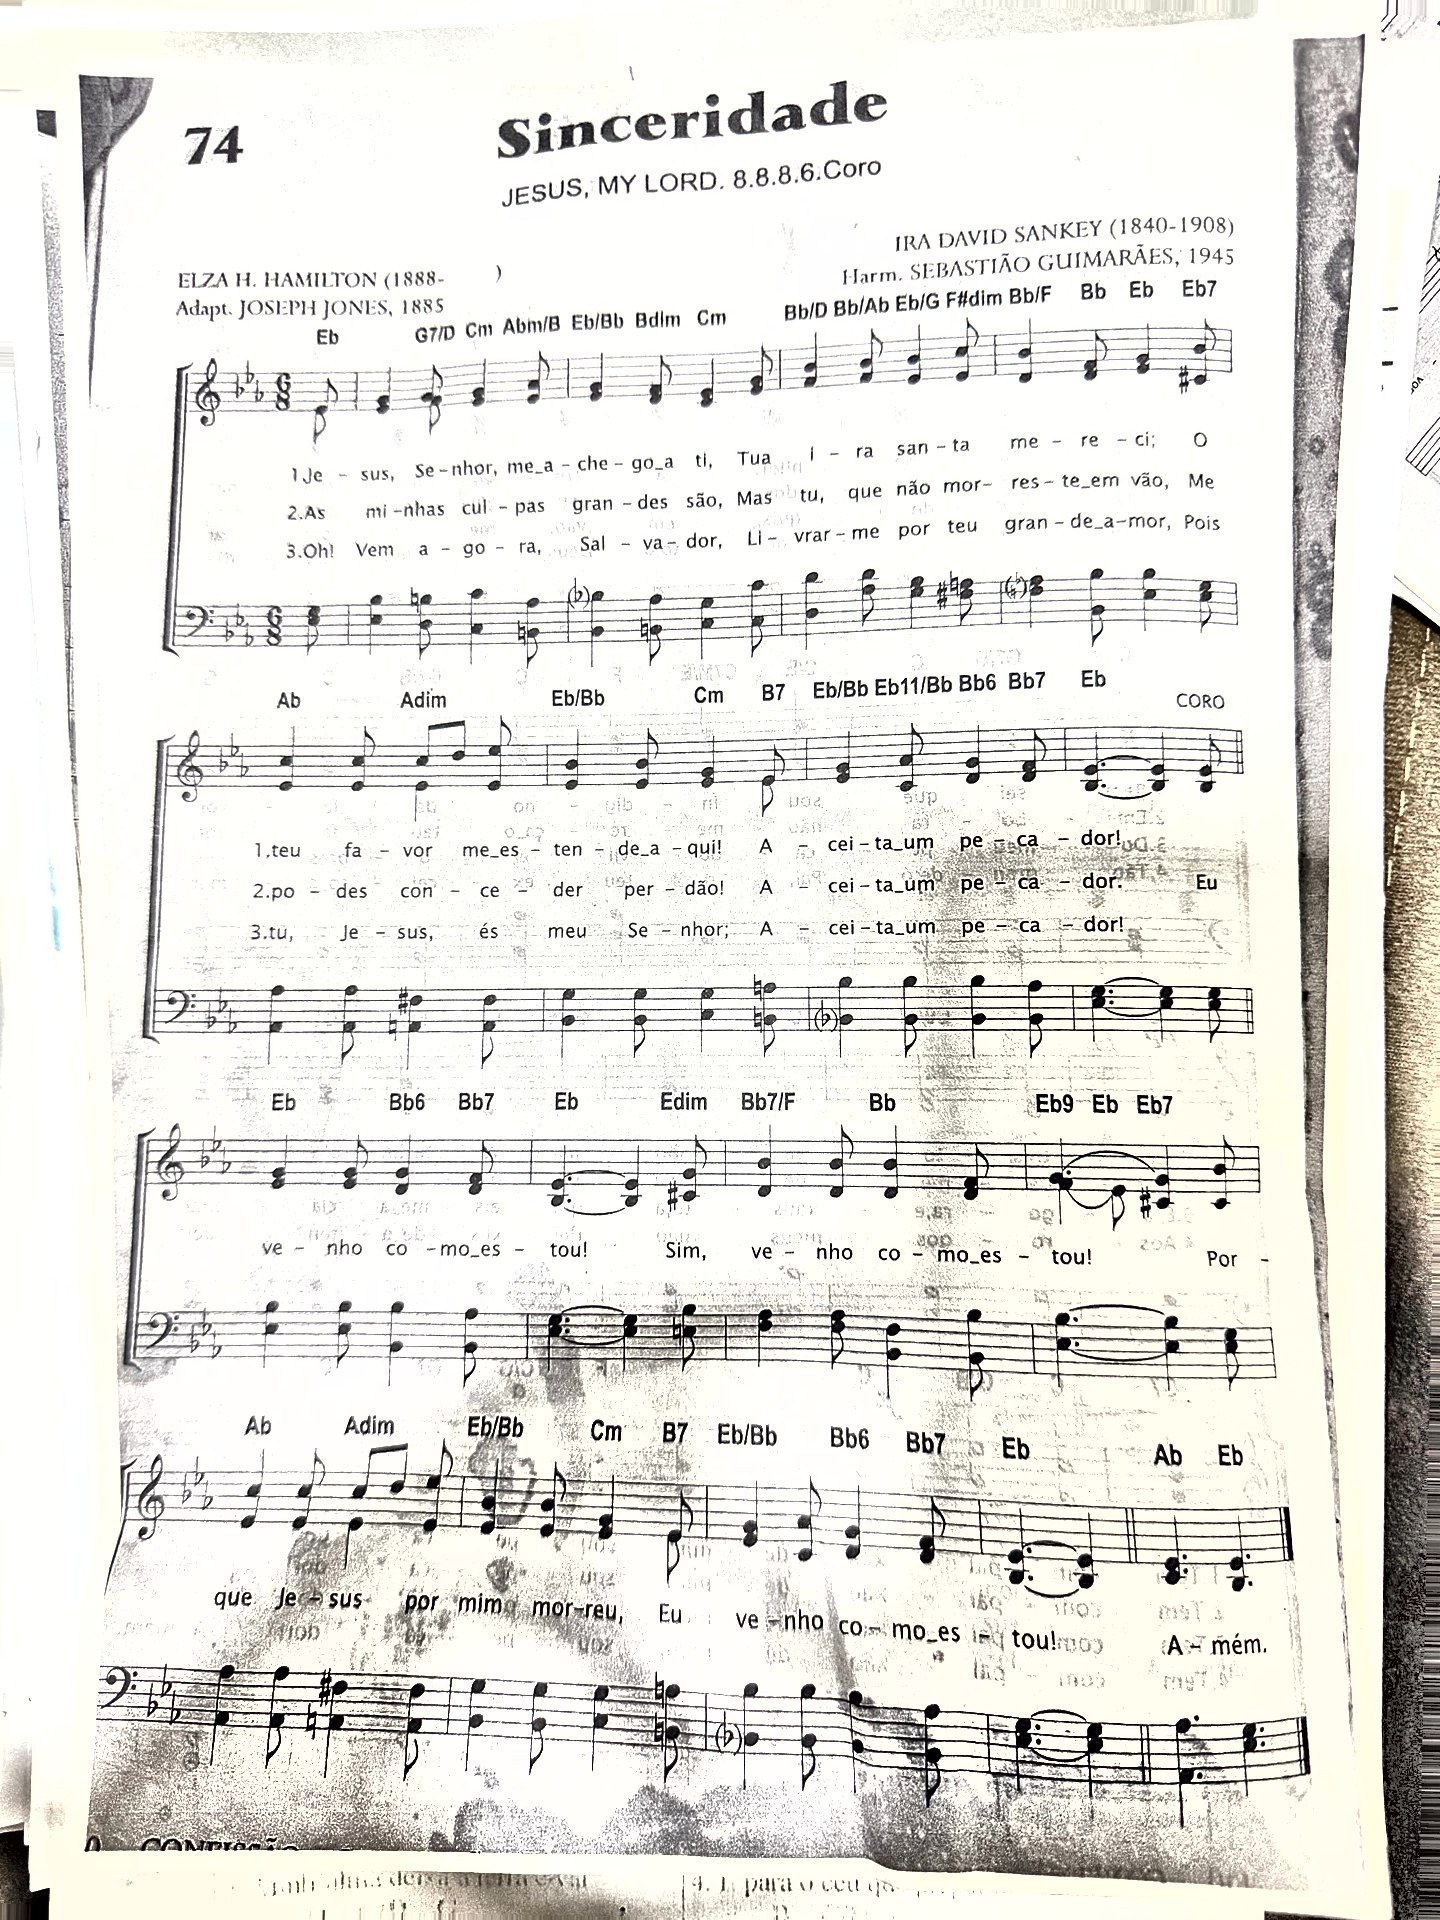 74
Sinceridade
JESUS, MY LORD. 8.8.8.6.Coro
IRA DAVID SANKEY (1840-1908)
Harm. SEBASTIÃO GUIMARÃES, 1945
ELZA H. HAMILTON (1888- )
Adapt. JOSEPH JONES, 1885
Eb G7/D Cm Abm/B Eb/Bb Bdim Cm Bb/D Bb/Ab Eb/G F#dim Bb/F Bb Eb Eb7
1.Je - sus, Se-nhor, me_a-che-go_a ti, Tua i - ra san-ta me - re - ci; O
2.As mi-nhas cul-pas gran-des são, Mas tu, que não mor- res-te_em vão, Me
3.Oh! Vem a - go - ra, Sal - va- dor, Li- vrar-me por teu gran-de_a-mor, Pois
Ab Adim Eb/Bb Cm B7 Eb/Bb Eb11/Bb Bb6 Bb7 Eb
CORO
1.teu fa - vor me_es - ten - de_a - qui! A - cei-ta_um pe - ca - dor!
2.po - des con - ce - der per - dão! A - cei-ta_um pe - ca - dor. Eu
3.tu, Je - sus, és meu Se - nhor; A - cei-ta_um pe - ca - dor!
Eb Bb6 Bb7 Eb Edim Bb7/F Bb Eb9 Eb Eb7
ve - nho co - mo_es - tou! Sim, ve - nho co - mo_es - tou! Por -
Ab Adim Eb/Bb Cm B7 Eb/Bb Bb6 Bb7 Eb Ab Eb
que Je - sus por mim mor-reu, Eu ve - nho co - mo_es - tou! A - mém.
4. para o céu